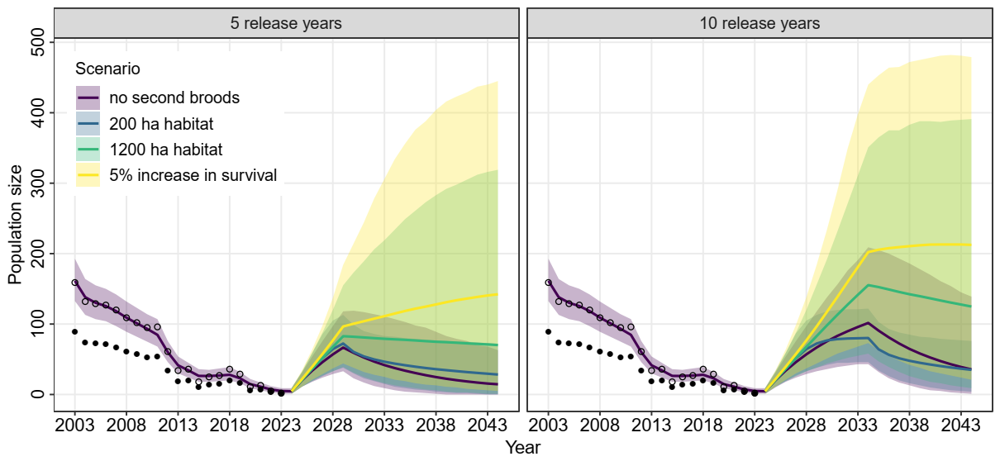 5 release years 10 release years
Scenario
no second broods
200 ha habitat
1200 ha habitat
5% increase in survival
Population size
500
400
300
200
100
0
2003 2008 2013 2018 2023 2028 2033 2038 2043 2003 2008 2013 2018 2023 2028 2033 2038 2043
Year